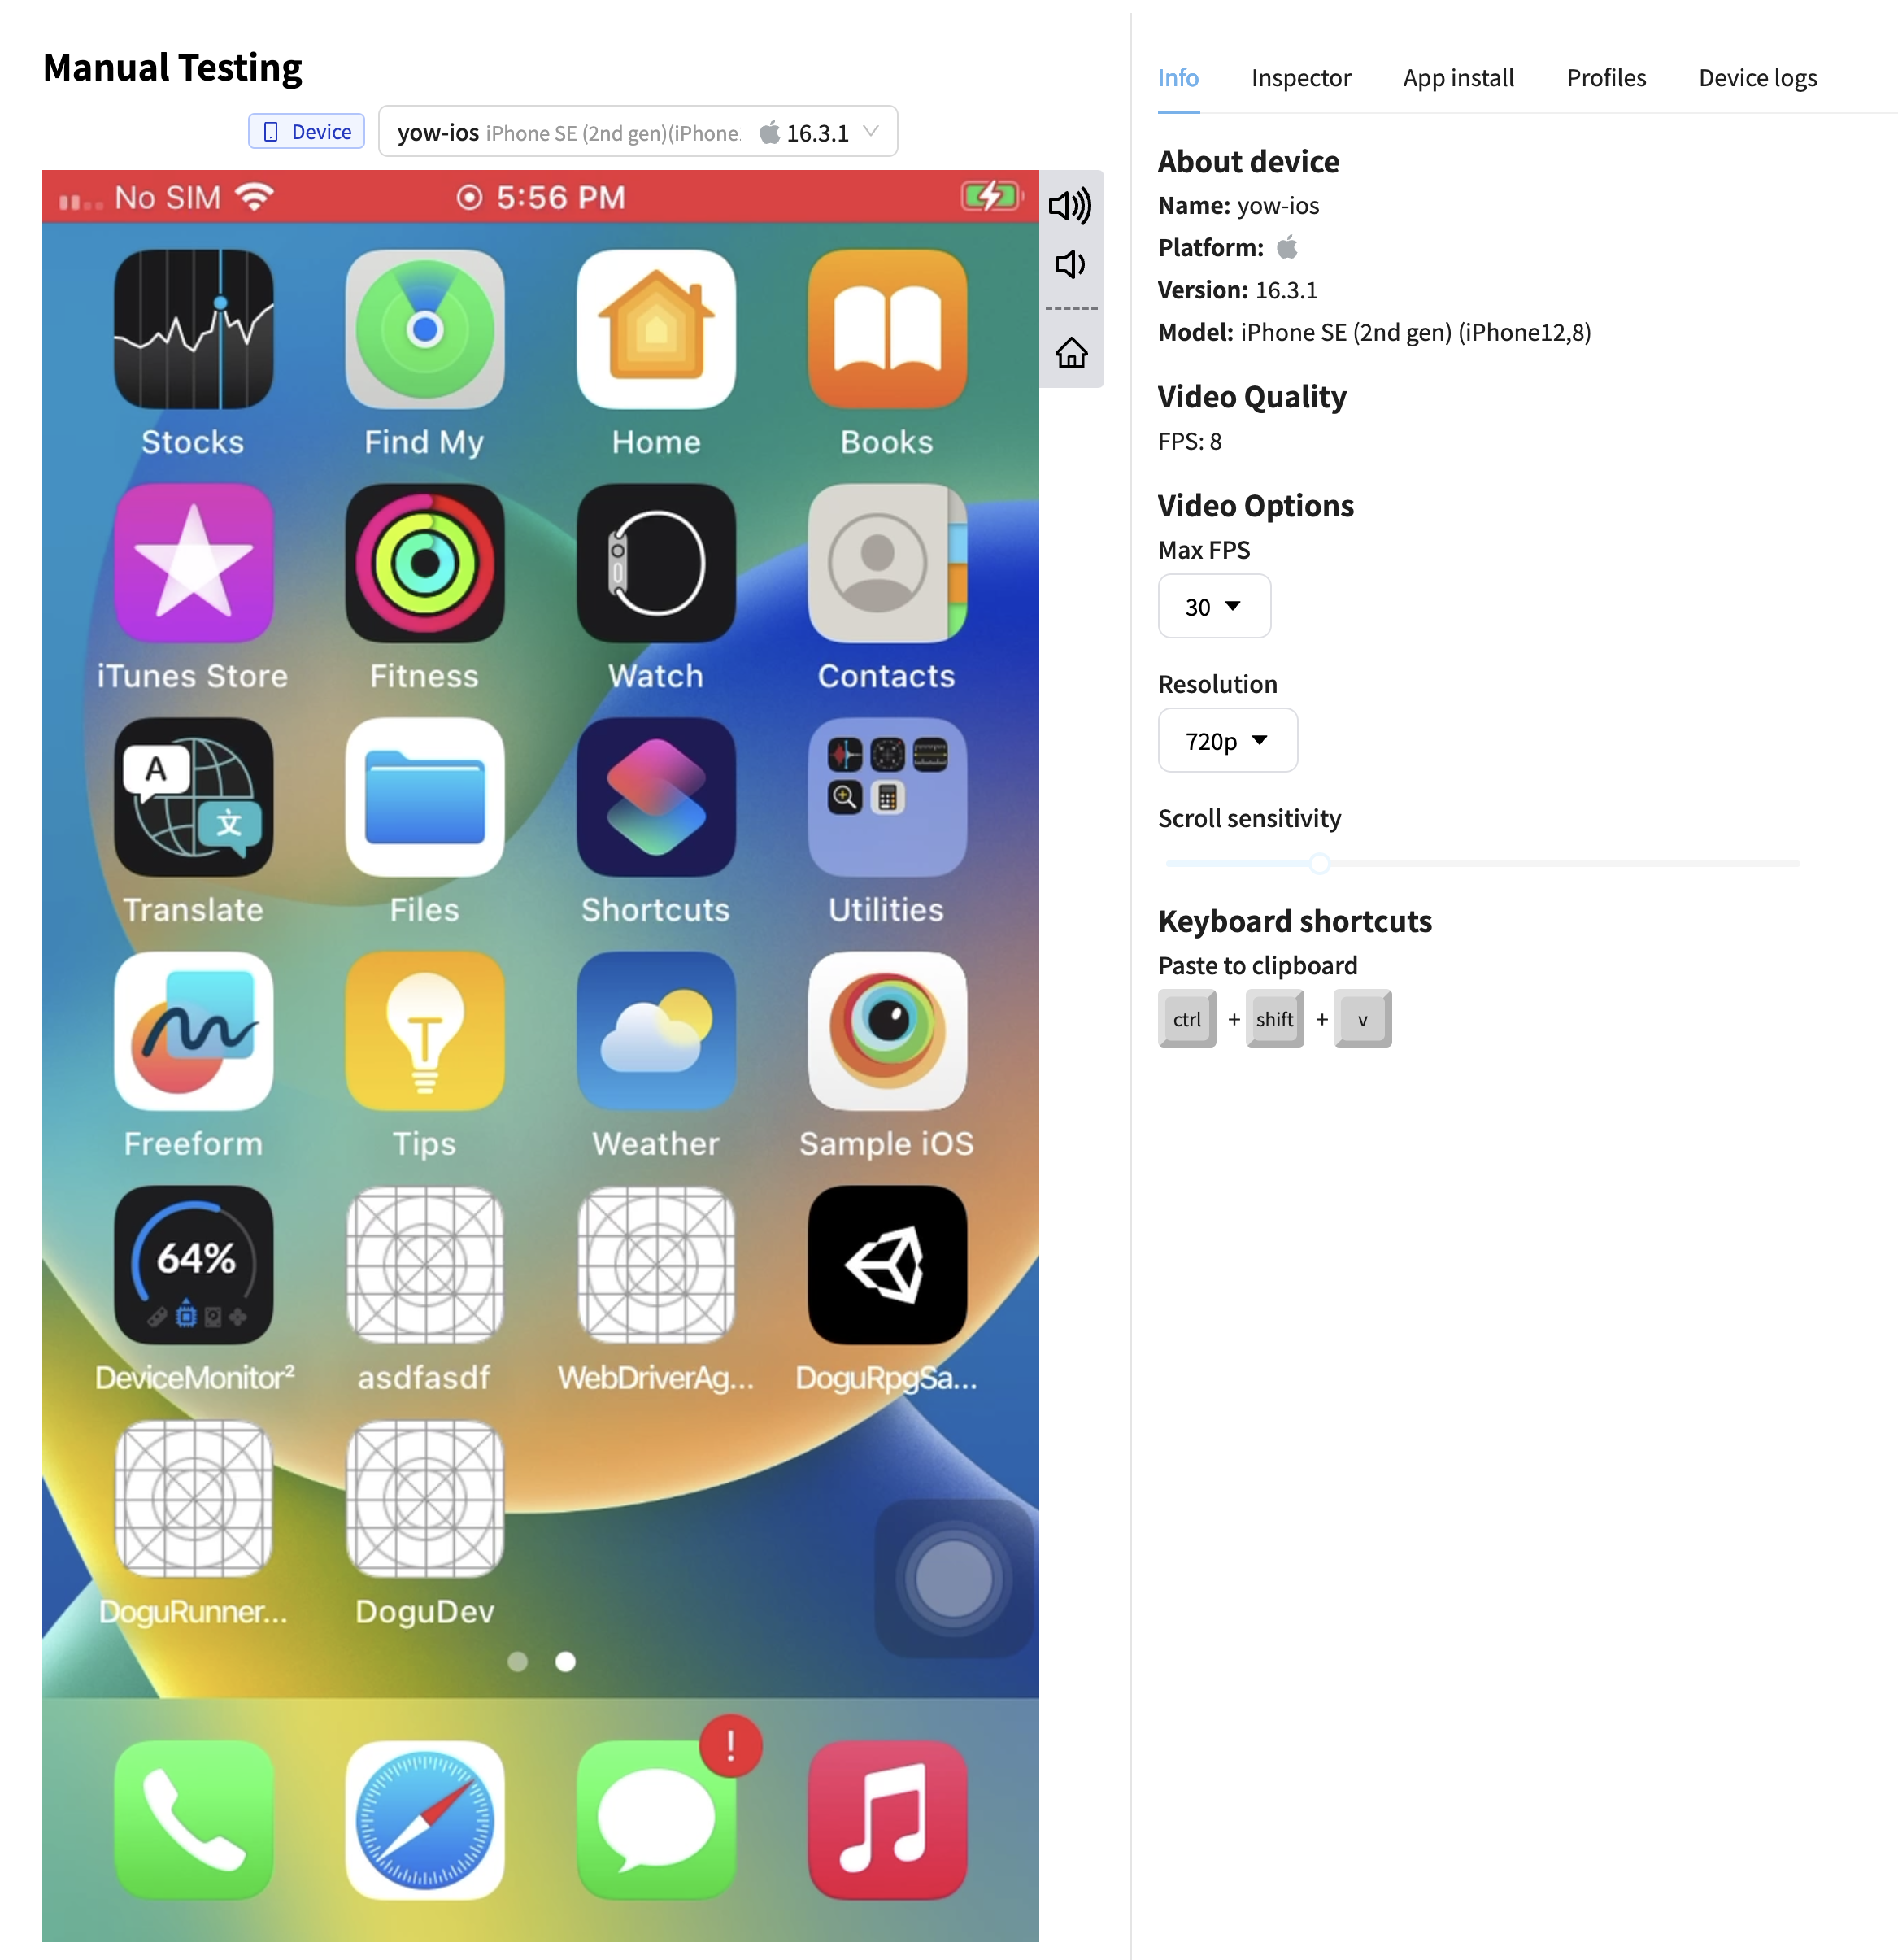 Manual Testing
Device
yow-ios iPhone SE (2nd gen)(iPhone. 16.3.1
No SIM 5:56 PM
Stocks Find My Home Books
iTunes Store Fitness Watch Contacts
A 文
Translate Files Shortcuts Utilities
Freeform Tips Weather Sample iOS
64%
DeviceMonitor² asdfasdf WebDriverAg... DoguRpgSa...
DoguRunner... DoguDev
!
Info Inspector App install Profiles Device logs
About device
Name: yow-ios
Platform:
Version: 16.3.1
Model: iPhone SE (2nd gen) (iPhone12,8)
Video Quality
FPS: 8
Video Options
Max FPS
30
Resolution
720p
Scroll sensitivity
Keyboard shortcuts
Paste to clipboard
ctrl + shift + v